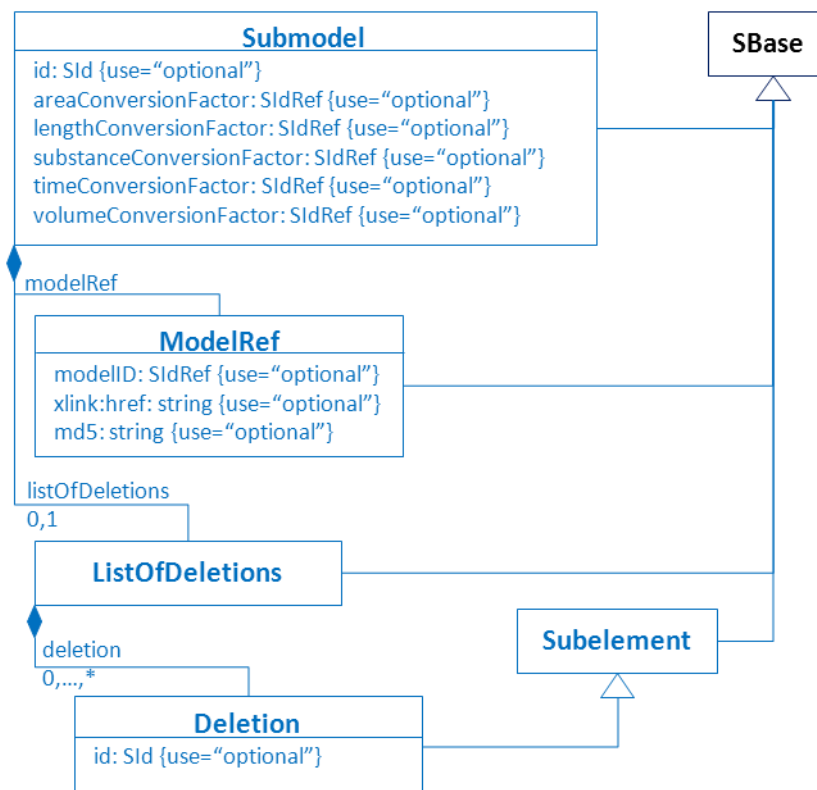 Submodel
id: SId {use=“optional”}
areaConversionFactor: SIdRef {use=“optional”}
lengthConversionFactor: SIdRef {use=“optional”}
substanceConversionFactor: SIdRef {use=“optional”}
timeConversionFactor: SIdRef {use=“optional”}
volumeConversionFactor: SIdRef {use=“optional”}
SBase
modelRef
ModelRef
modelID: SIdRef {use=“optional”}
xlink:href: string {use=“optional”}
md5: string {use=“optional”}
listOfDeletions
0,1
ListOfDeletions
Subelement
deletion
0,...,*
Deletion
id: SId {use=“optional”}